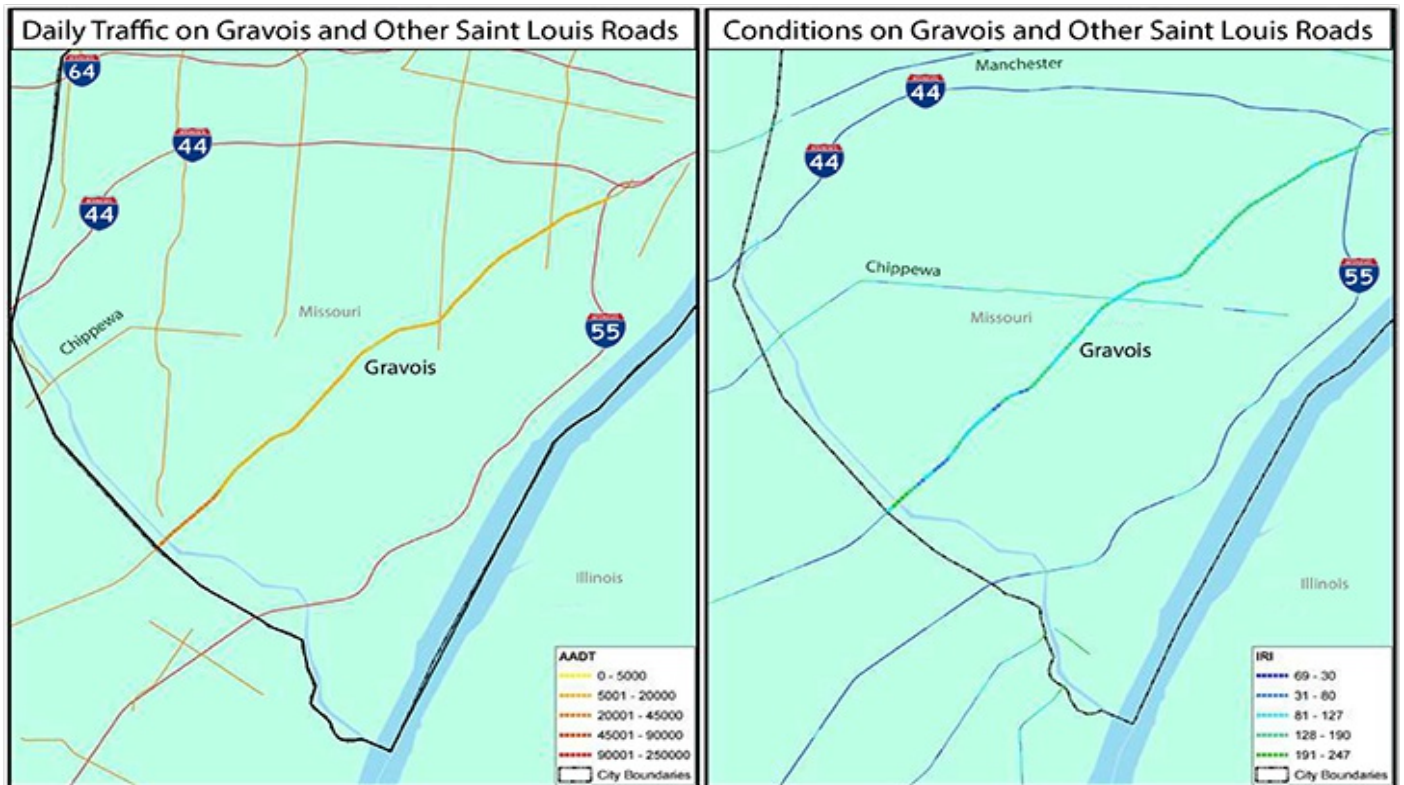 Daily Traffic on Gravois and Other Saint Louis Roads
64
44
44
Chippewa
Missouri
Gravois
55
Illinois
AADT
0 - 5000
5001 - 20000
20001 - 45000
45001 - 90000
90001 - 250000
City Boundaries
Conditions on Gravois and Other Saint Louis Roads
Manchester
44
44
Chippewa
55
Missouri
Gravois
Illinois
IRI
69 - 30
31 - 80
81 - 127
128 - 190
191 - 247
City Boundaries